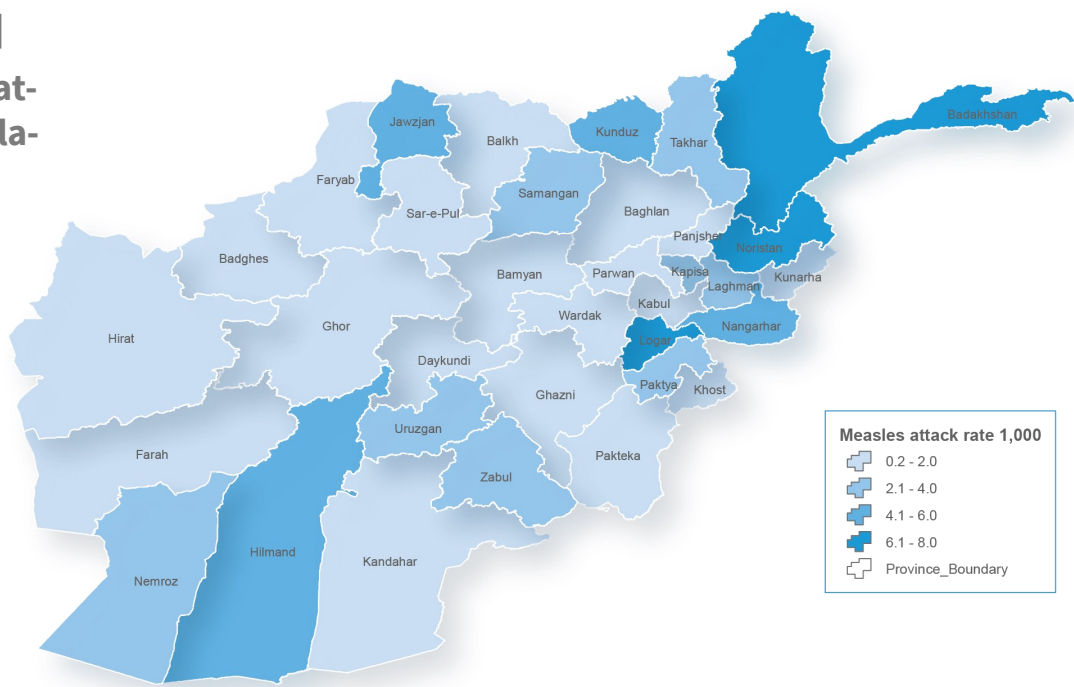 at-
la-
Jawzjan
Balkh
Kunduz
Takhar
Badakhshan
Faryab
Samangan
Sar-e-Pul
Baghlan
Panjsher
Noristan
Badghes
Bamyan
Parwan
Kapisa
Laghman
Kunarha
Kabul
Hirat
Ghor
Wardak
Nangarhar
Logar
Daykundi
Paktya
Khost
Ghazni
Uruzgan
Farah
Pakteka
Zabul
Hilmand
Kandahar
Nemroz
Measles attack rate 1,000
0.2 - 2.0
2.1 - 4.0
4.1 - 6.0
6.1 - 8.0
Province_Boundary